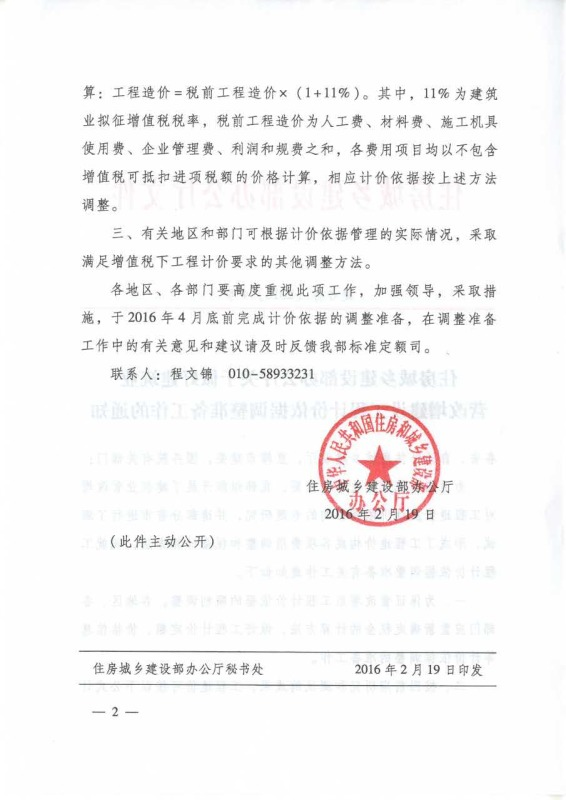 算：工程造价=税前工程造价×（1+11%）。其中，11%为建筑
业拟征增值税税率，税前工程造价为人工费、材料费、施工机具
使用费、企业管理费、利润和规费之和，各费用项目均以不包含
增值税可抵扣进项税额的价格计算，相应计价依据按上述方法
调整。
三、有关地区和部门可根据计价依据管理的实际情况，采取
满足增值税下工程计价要求的其他调整方法。
各地区、各部门要高度重视此项工作，加强领导，采取措
施，于2016年4月底前完成计价依据的调整准备，在调整准备
工作中的有关意见和建议请及时反馈我部标准定额司。
联系人：程文锦 010-58933231
中华人民共和国住房和城乡建设部
办公厅
住房城乡建设部办公厅
2016年2月19日
（此件主动公开）
住房城乡建设部办公厅秘书处 2016年2月19日印发
— 2 —